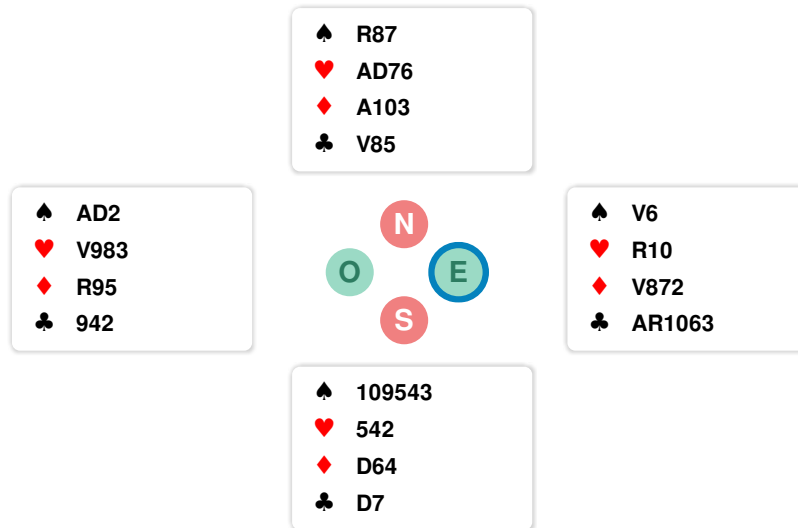 ♠ R87
♥ AD76
♦ A103
♣ V85
♠ AD2
♥ V983
♦ R95
♣ 942
N
O E
S
♠ V6
♥ R10
♦ V872
♣ AR1063
♠ 109543
♥ 542
♦ D64
♣ D7